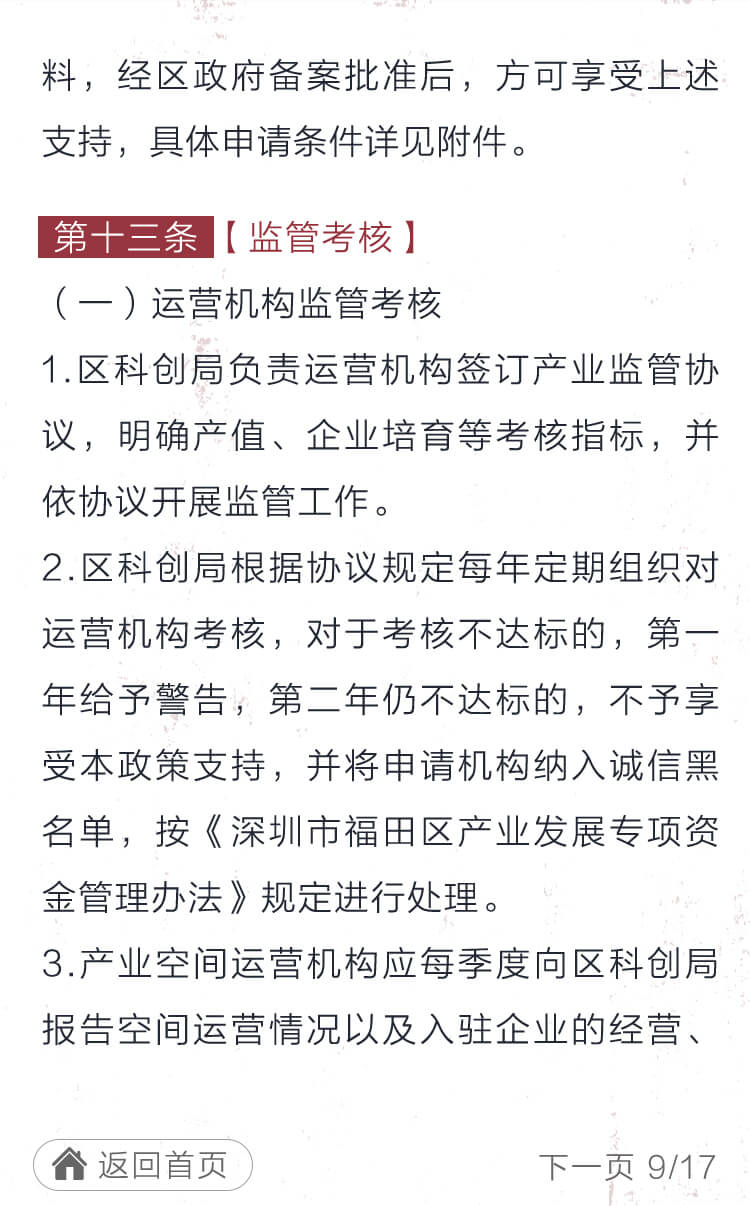 料，经区政府备案批准后，方可享受上述
支持，具体申请条件详见附件。
第十三条【监管考核】
（一）运营机构监管考核
1.区科创局负责运营机构签订产业监管协
议，明确产值、企业培育等考核指标，并
依协议开展监管工作。
2.区科创局根据协议规定每年定期组织对
运营机构考核，对于考核不达标的，第一
年给予警告，第二年仍不达标的，不予享
受本政策支持，并将申请机构纳入诚信黑
名单，按《深圳市福田区产业发展专项资
金管理办法》规定进行处理。
3.产业空间运营机构应每季度向区科创局
报告空间运营情况以及入驻企业的经营、
返回首页
下一页 9/17